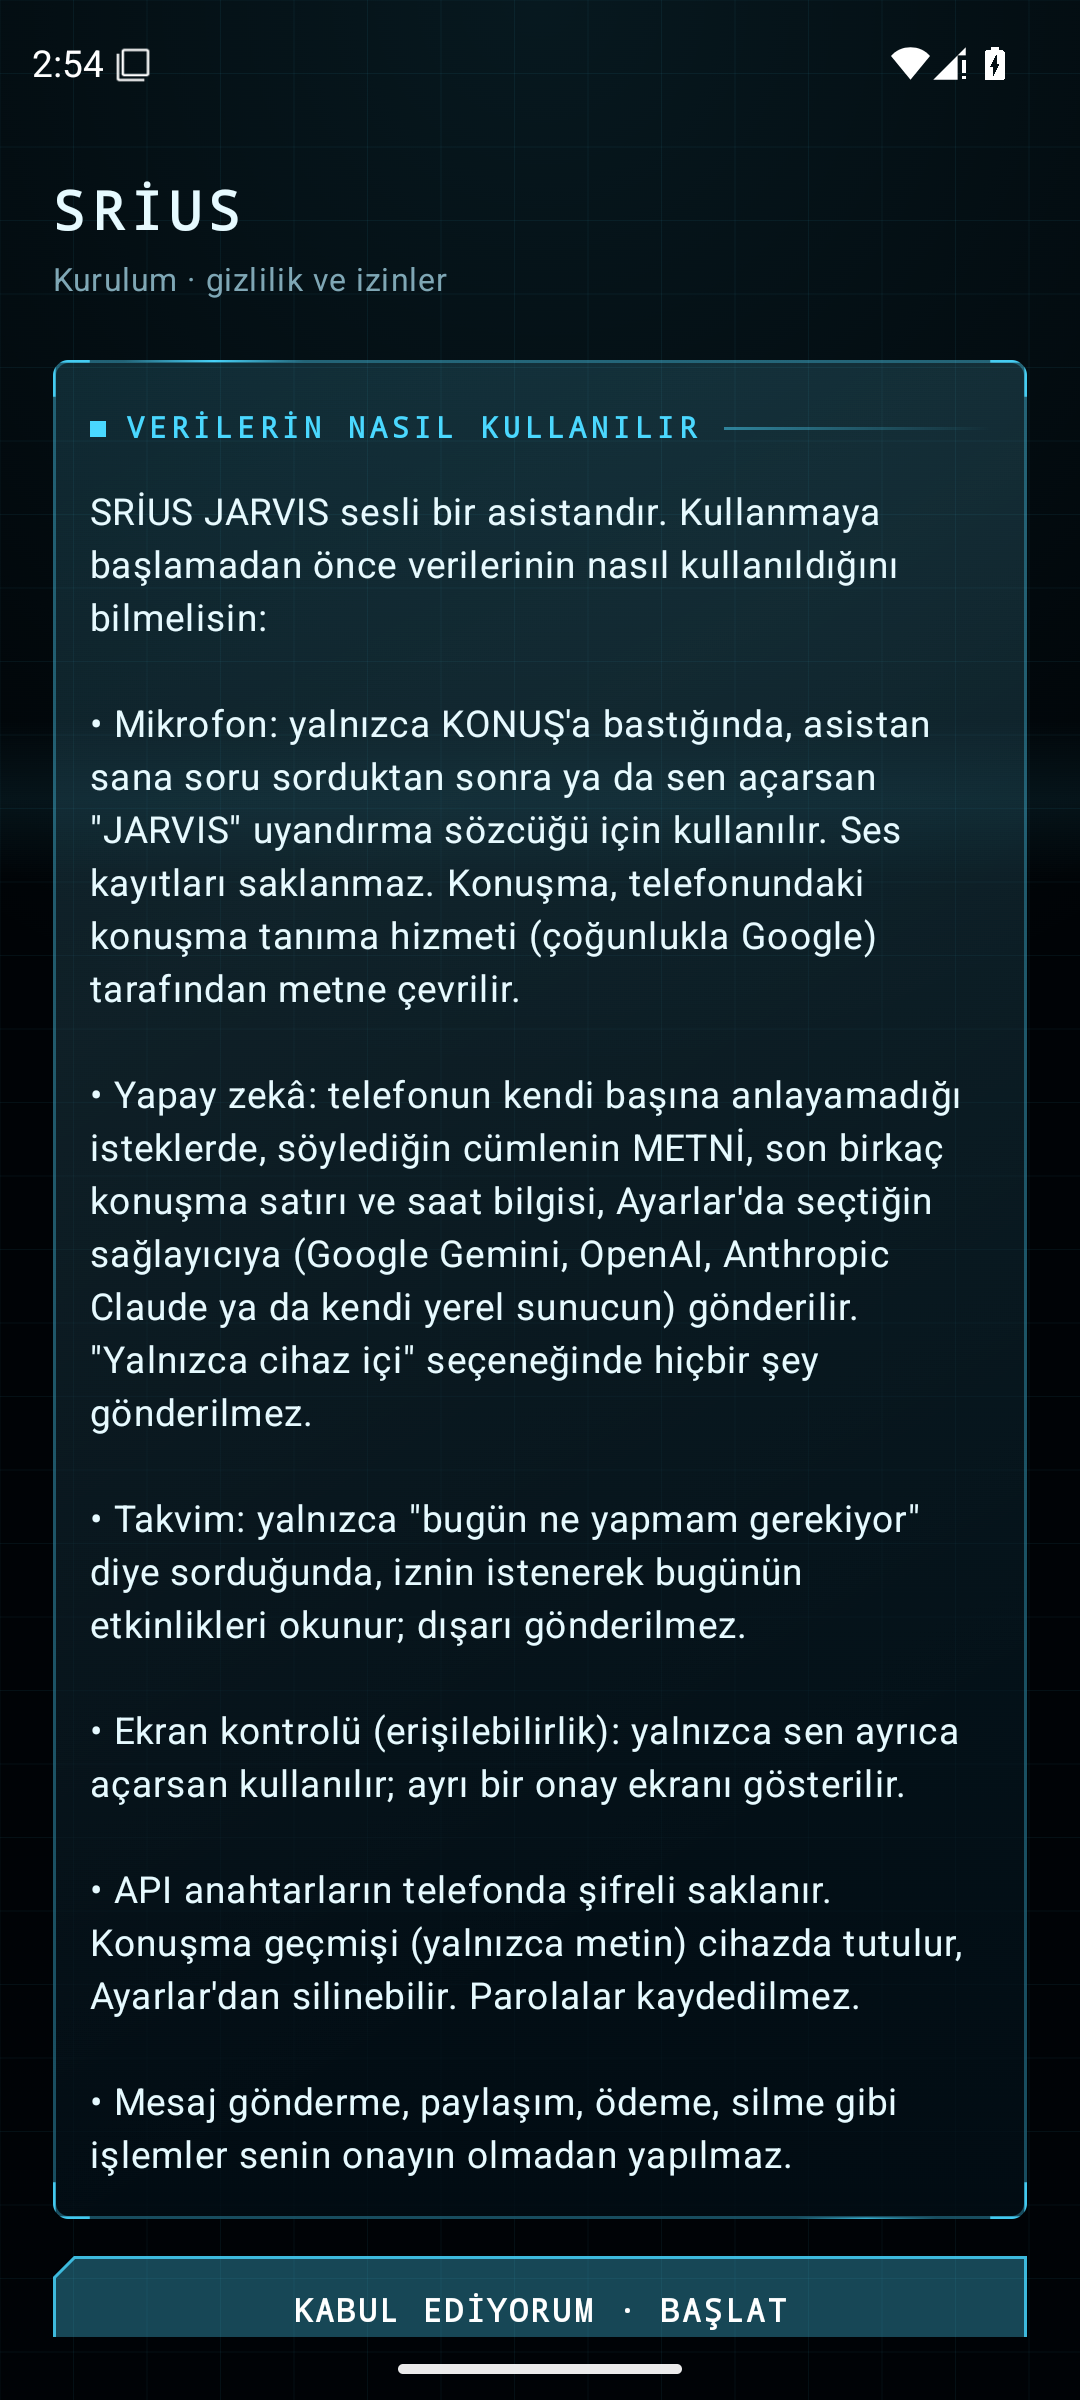 2:54
SRİUS
Kurulum · gizlilik ve izinler
VERİLERİN NASIL KULLANILIR
SRİUS JARVIS sesli bir asistandır. Kullanmaya
başlamadan önce verilerinin nasıl kullanıldığını
bilmelisin:
• Mikrofon: yalnızca KONUŞ'a bastığında, asistan
sana soru sorduktan sonra ya da sen açarsan
"JARVIS" uyandırma sözcüğü için kullanılır. Ses
kayıtları saklanmaz. Konuşma, telefonundaki
konuşma tanıma hizmeti (çoğunlukla Google)
tarafından metne çevrilir.
• Yapay zekâ: telefonun kendi başına anlayamadığı
isteklerde, söylediğin cümlenin METNİ, son birkaç
konuşma satırı ve saat bilgisi, Ayarlar'da seçtiğin
sağlayıcıya (Google Gemini, OpenAI, Anthropic
Claude ya da kendi yerel sunucun) gönderilir.
"Yalnızca cihaz içi" seçeneğinde hiçbir şey
gönderilmez.
• Takvim: yalnızca "bugün ne yapmam gerekiyor"
diye sorduğunda, iznin istenerek bugünün
etkinlikleri okunur; dışarı gönderilmez.
• Ekran kontrolü (erişilebilirlik): yalnızca sen ayrıca
açarsan kullanılır; ayrı bir onay ekranı gösterilir.
• API anahtarların telefonda şifreli saklanır.
Konuşma geçmişi (yalnızca metin) cihazda tutulur,
Ayarlar'dan silinebilir. Parolalar kaydedilmez.
• Mesaj gönderme, paylaşım, ödeme, silme gibi
işlemler senin onayın olmadan yapılmaz.
KABUL EDİYORUM · BAŞLAT